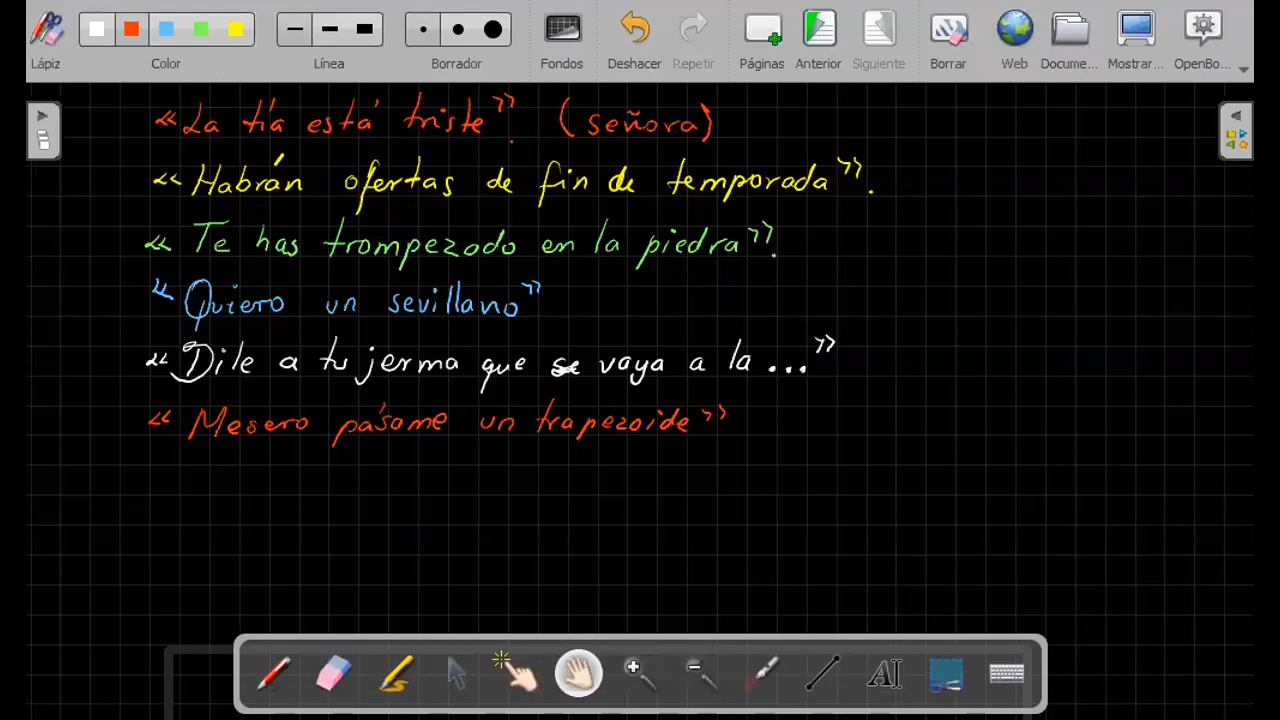 Lápiz Color Línea Borrador Fondos Deshacer Repetir Páginas Anterior Siguiente Borrar Web Docume... Mostrar... OpenBo...
«La tía está triste». (señora)
«Habrán ofertas de fin de temporada».
«Te has trompezado en la piedra».
«Quiero un sevillano»
«Dile a tu jerma que se vaya a la ...»
«Mesero pásame un trapezoide»